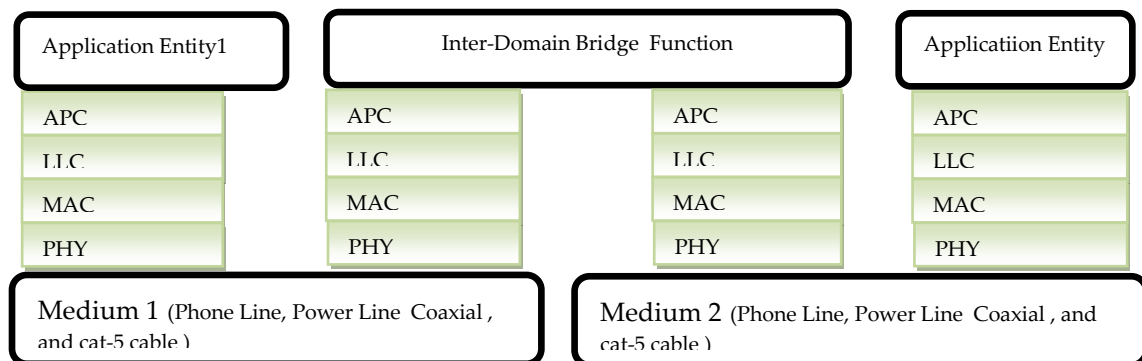 Application Entity1
Inter-Domain Bridge Function
Applicatiion Entity
APC
APC
APC
APC
LLC
LLC
LLC
LLC
MAC
MAC
MAC
MAC
PHY
PHY
PHY
PHY
Medium 1 (Phone Line, Power Line Coaxial ,
and cat-5 cable )
Medium 2 (Phone Line, Power Line Coaxial , and
cat-5 cable )